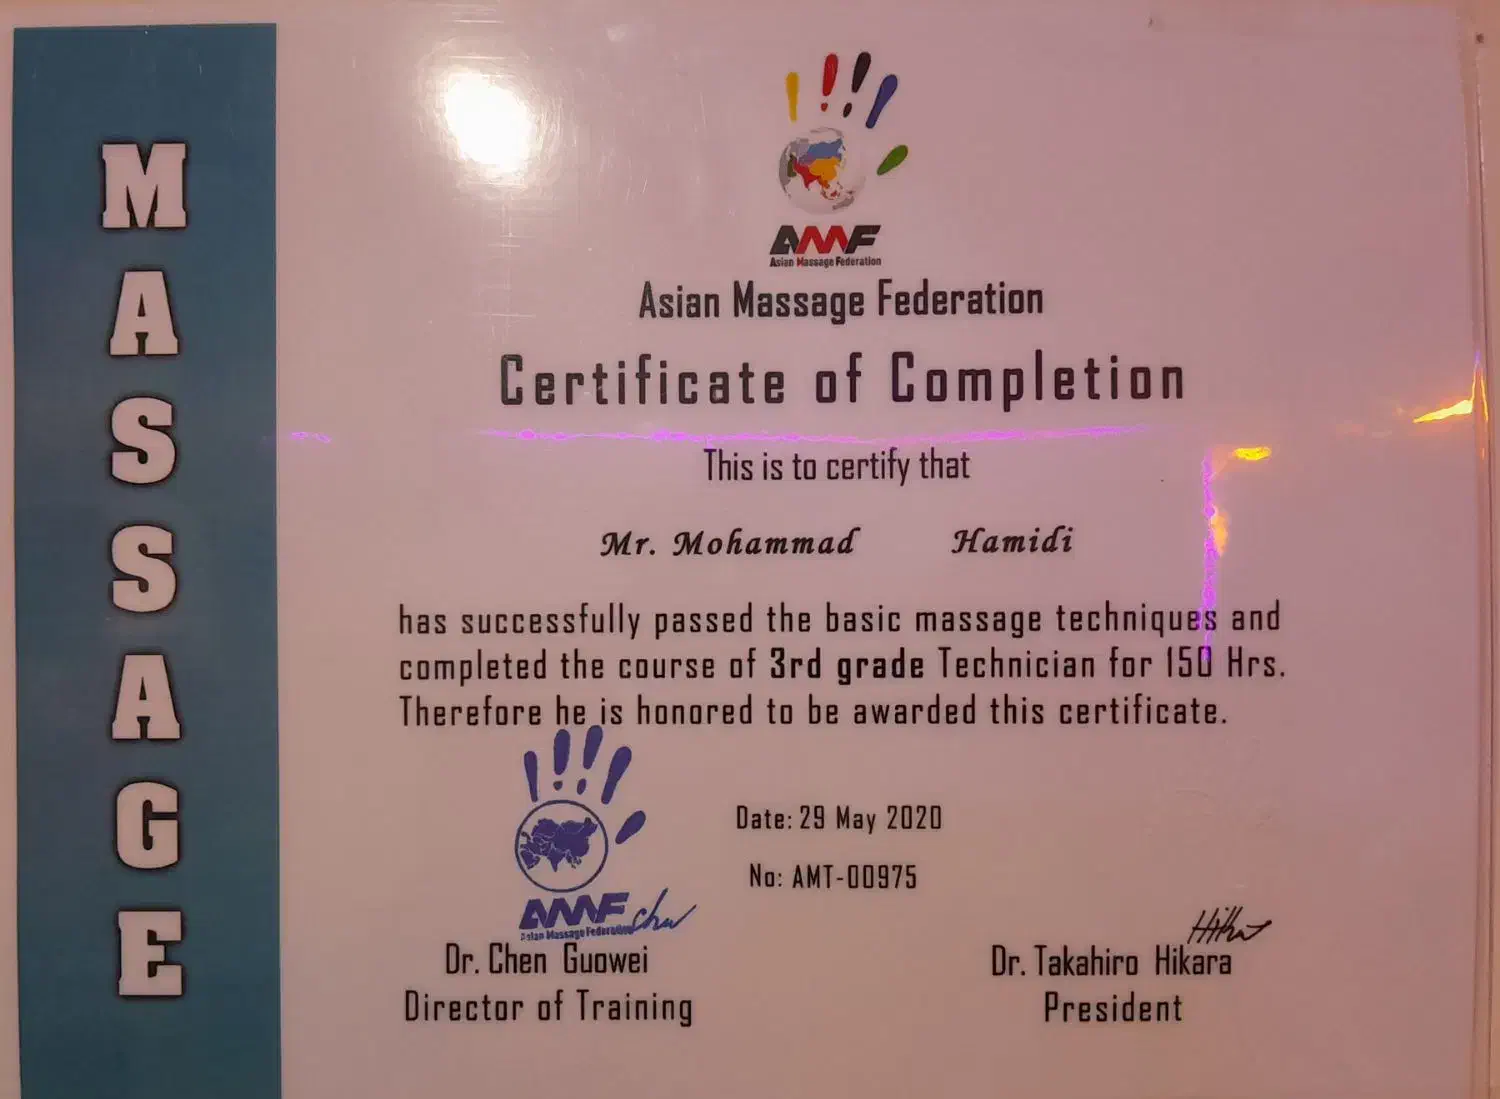 MASSAGE
AMF
Asian Massage Federation
Asian Massage Federation
Certificate of Completion
This is to certify that
Mr. Mohammad Hamidi
has successfully passed the basic massage techniques and
completed the course of 3rd grade Technician for 150 Hrs.
Therefore he is honored to be awarded this certificate.
Date: 29 May 2020
No: AMT-00975
AMF
Asian Massage Federation
Dr. Chen Guowei
Director of Training
Dr. Takahiro Hikara
President